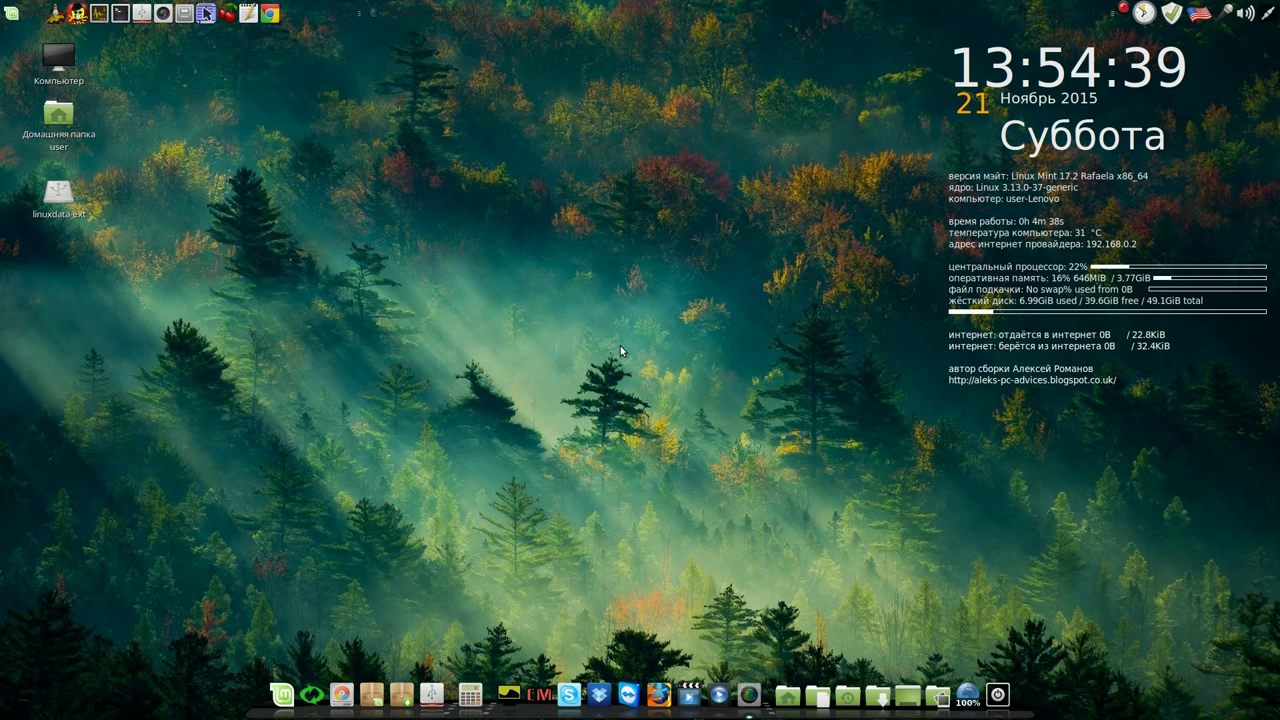 Компьютер
Домашняя папка
user
linuxdata-ext
13:54:39
21 Ноябрь 2015
Суббота
версия мэйт: Linux Mint 17.2 Rafaela x86_64
ядро: Linux 3.13.0-37-generic
компьютер: user-Lenovo
время работы: 0h 4m 38s
температура компьютера: 31 °C
адрес интернет провайдера: 192.168.0.2
центральный процессор: 22%
оперативная память: 16% 646MiB / 3.77GiB
файл подкачки: No swap% used from 0B
жёсткий диск: 6.99GiB used / 39.6GiB free / 49.1GiB total
интернет: отдаётся в интернет 0B / 22.8KiB
интернет: берётся из интернета 0B / 32.4KiB
автор сборки Алексей Романов
http://aleks-pc-advices.blogspot.co.uk/
EM
100%